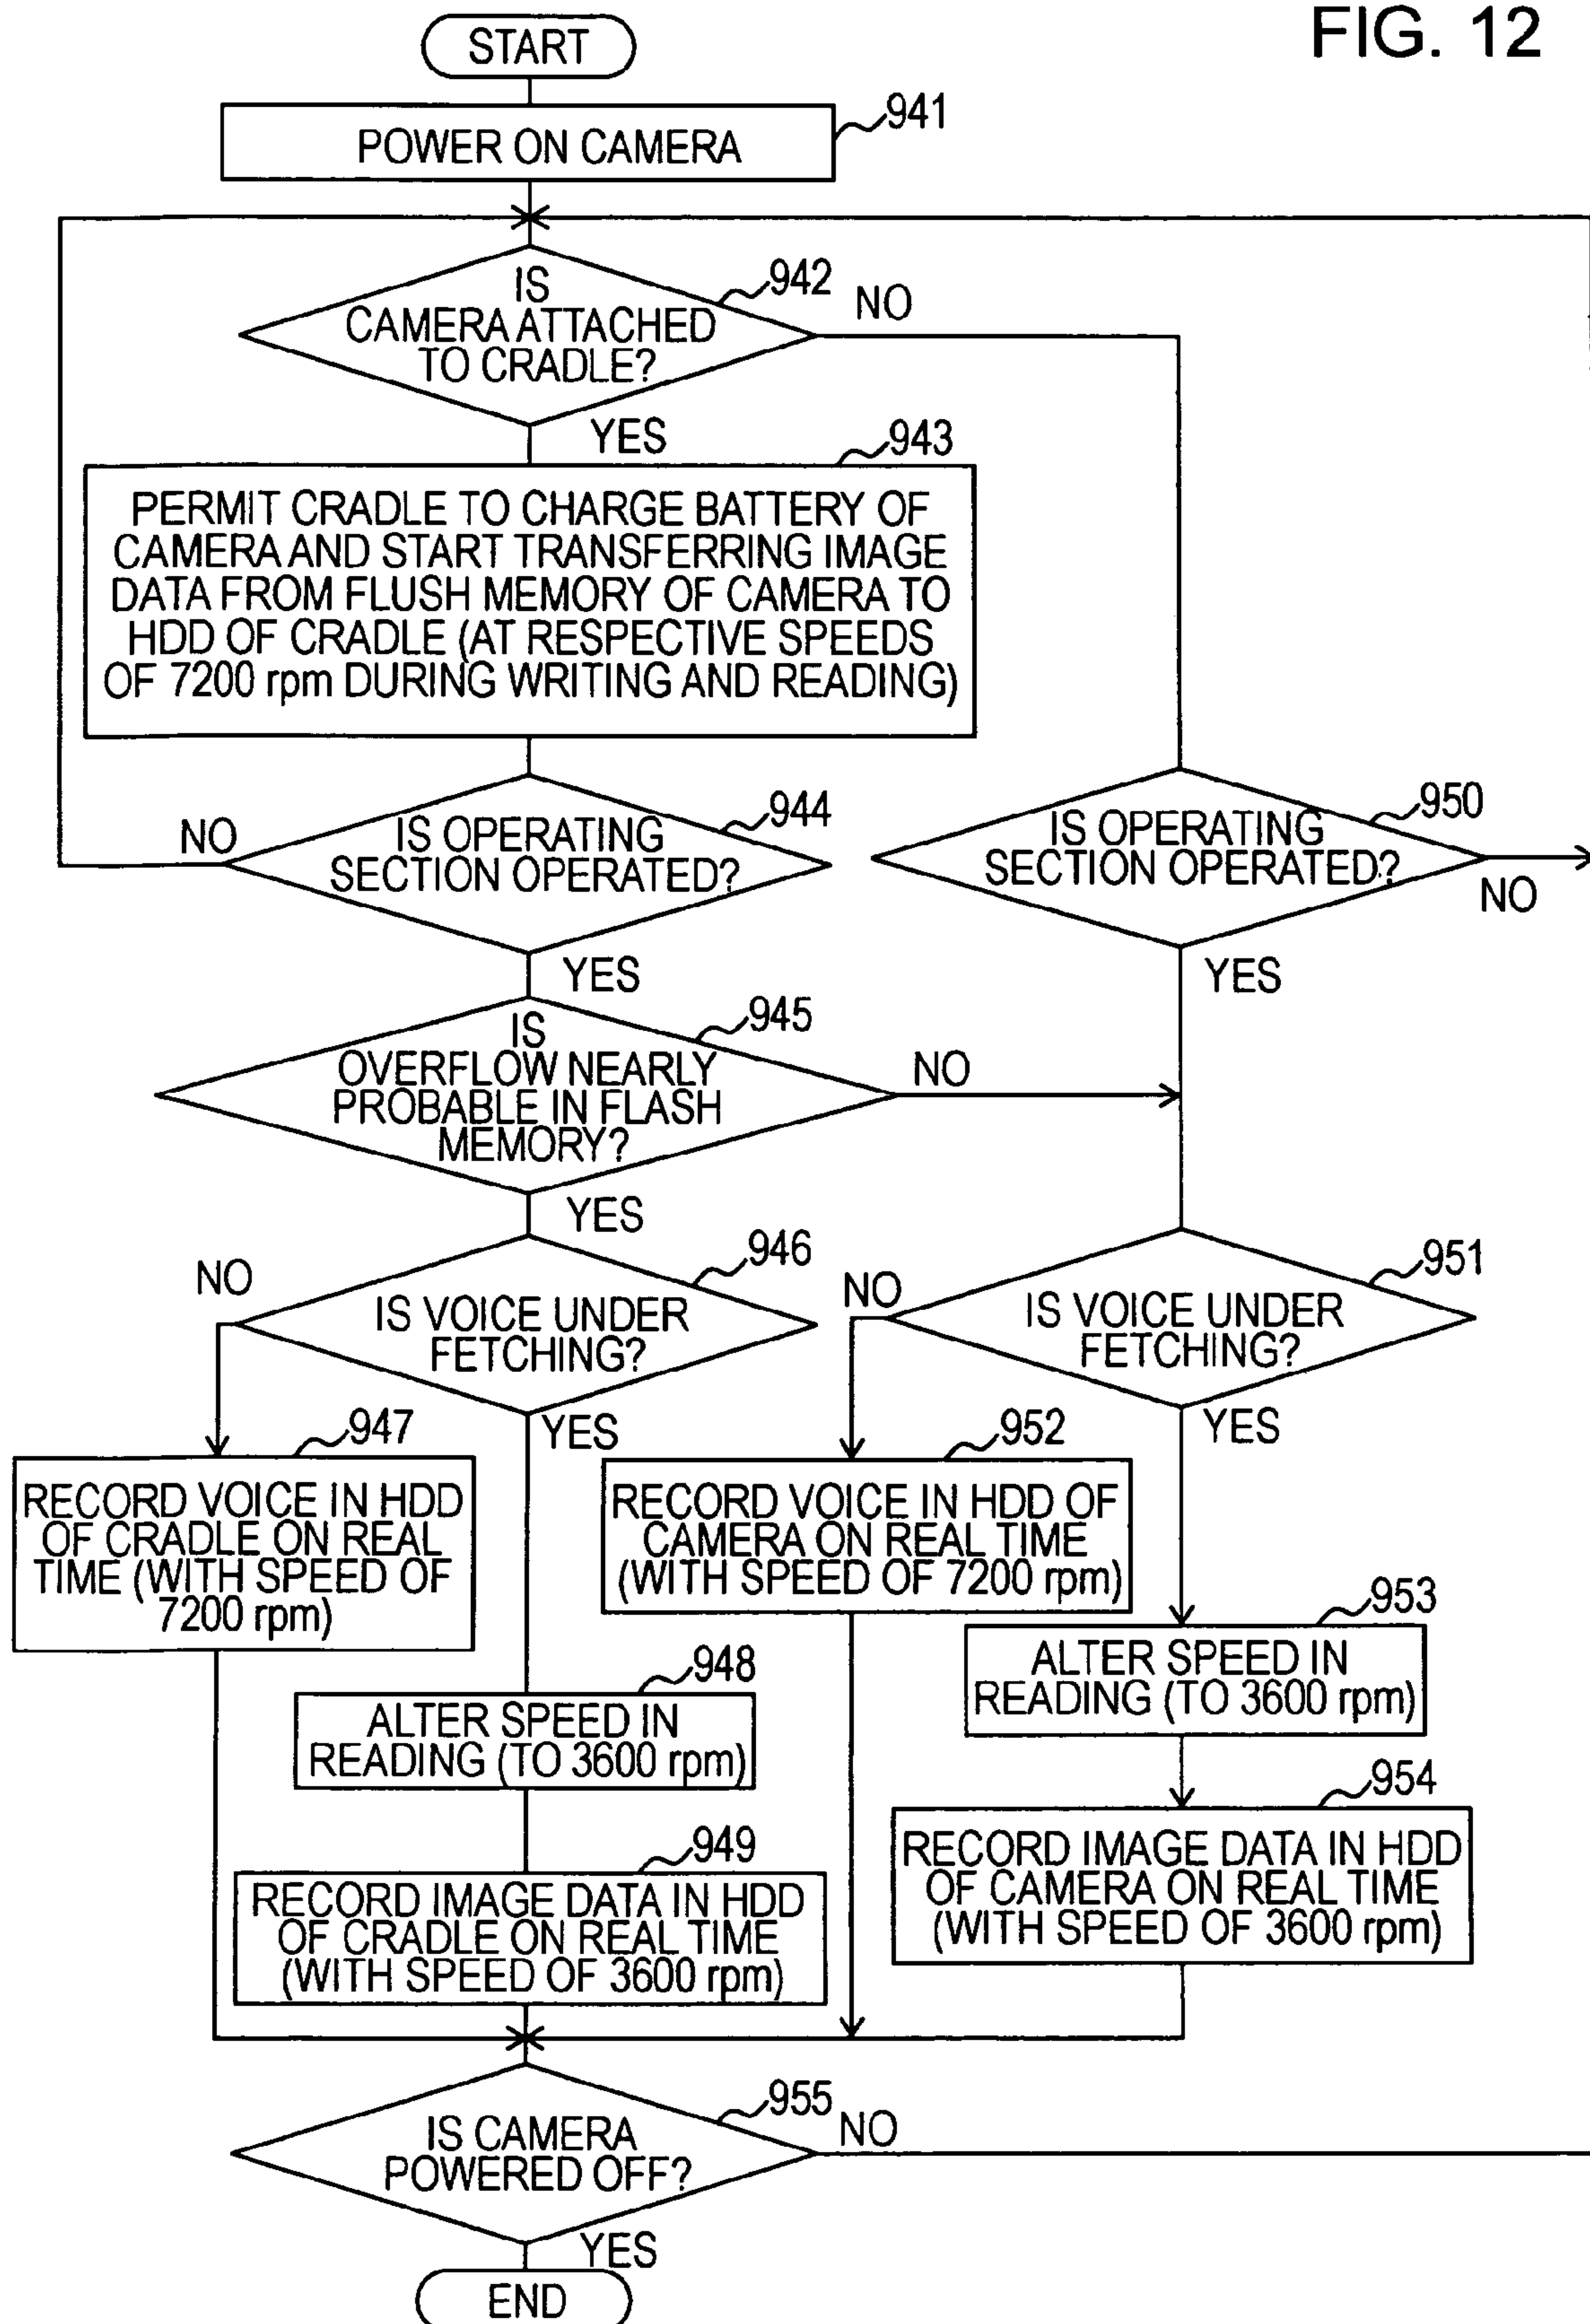 FIG. 12
START
941
POWER ON CAMERA
942
IS
CAMERA ATTACHED
TO CRADLE?
NO
YES
943
PERMIT CRADLE TO CHARGE BATTERY OF
CAMERA AND START TRANSFERRING IMAGE
DATA FROM FLUSH MEMORY OF CAMERA TO
HDD OF CRADLE (AT RESPECTIVE SPEEDS
OF 7200 rpm DURING WRITING AND READING)
944
IS OPERATING
SECTION OPERATED?
NO
YES
950
IS OPERATING
SECTION OPERATED?
NO
YES
945
IS
OVERFLOW NEARLY
PROBABLE IN FLASH
MEMORY?
NO
YES
946
IS VOICE UNDER
FETCHING?
NO
YES
951
IS VOICE UNDER
FETCHING?
NO
YES
947
RECORD VOICE IN HDD
OF CRADLE ON REAL
TIME (WITH SPEED OF
7200 rpm)
952
RECORD VOICE IN HDD OF
CAMERA ON REAL TIME
(WITH SPEED OF 7200 rpm)
948
ALTER SPEED IN
READING (TO 3600 rpm)
953
ALTER SPEED IN
READING (TO 3600 rpm)
949
RECORD IMAGE DATA IN HDD
OF CRADLE ON REAL TIME
(WITH SPEED OF 3600 rpm)
954
RECORD IMAGE DATA IN HDD
OF CAMERA ON REAL TIME
(WITH SPEED OF 3600 rpm)
955
IS CAMERA
POWERED OFF?
NO
YES
END